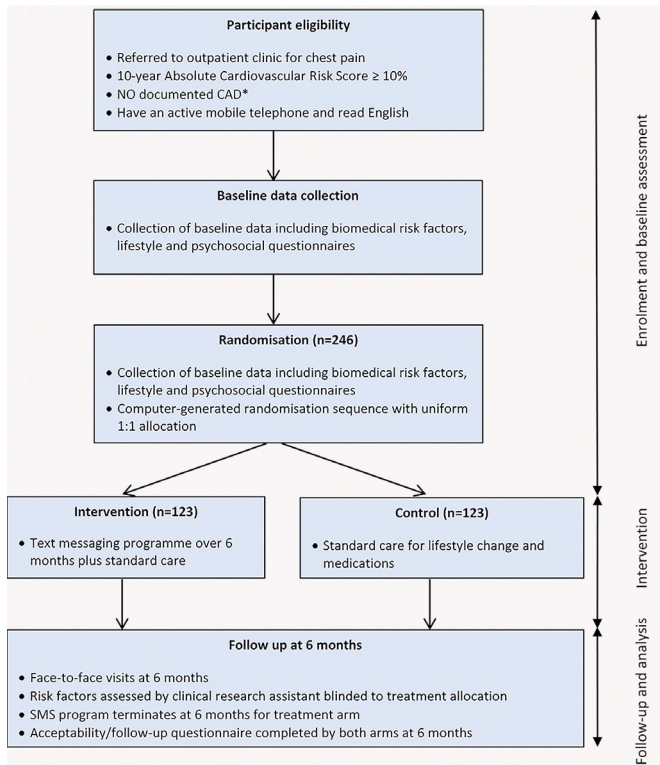 Participant eligibility
• Referred to outpatient clinic for chest pain
• 10-year Absolute Cardiovascular Risk Score ≥ 10%
• NO documented CAD*
• Have an active mobile telephone and read English
Baseline data collection
• Collection of baseline data including biomedical risk factors,
lifestyle and psychosocial questionnaires
Randomisation (n=246)
• Collection of baseline data including biomedical risk factors,
lifestyle and psychosocial questionnaires
• Computer-generated randomisation sequence with uniform
1:1 allocation
Enrolment and baseline assessment
Intervention (n=123)
• Text messaging programme over 6
months plus standard care
Control (n=123)
• Standard care for lifestyle change and
medications
Intervention
Follow up at 6 months
• Face-to-face visits at 6 months
• Risk factors assessed by clinical research assistant blinded to treatment allocation
• SMS program terminates at 6 months for treatment arm
• Acceptability/follow-up questionnaire completed by both arms at 6 months
Follow-up and analysis